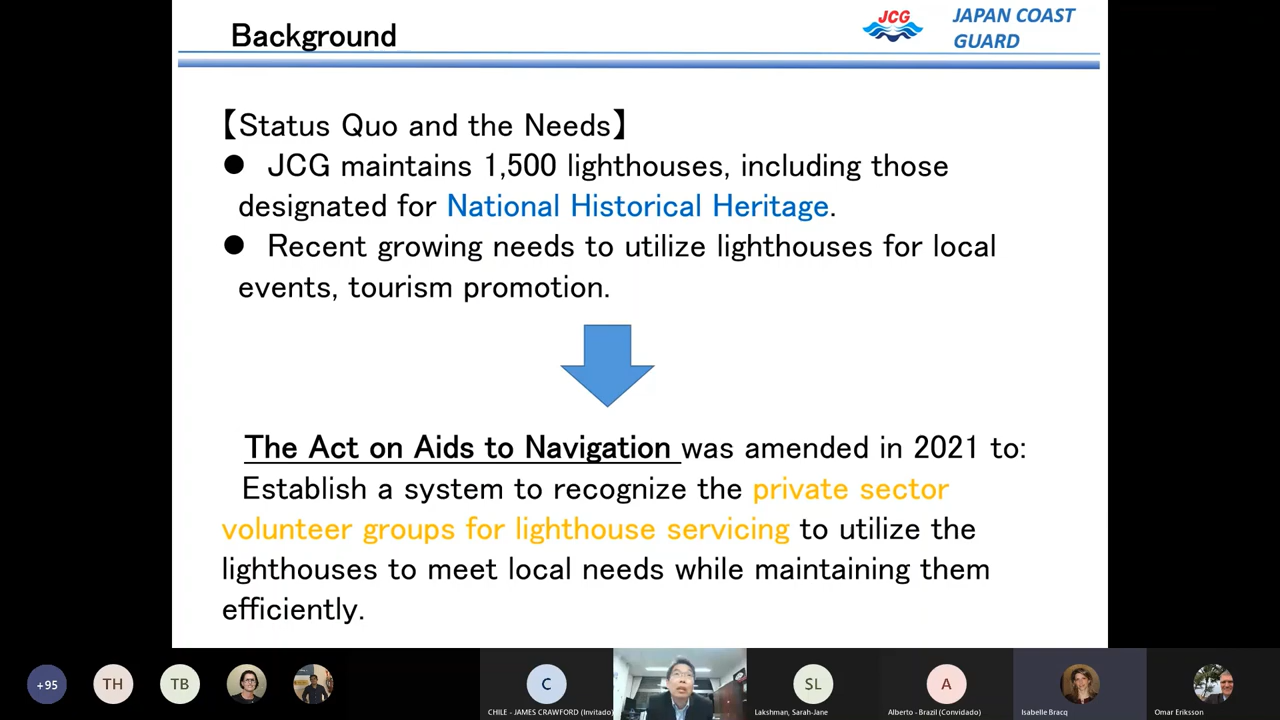 Background
JCG
JAPAN COAST
GUARD
【Status Quo and the Needs】
● JCG maintains 1,500 lighthouses, including those
designated for National Historical Heritage.
● Recent growing needs to utilize lighthouses for local
events, tourism promotion.
The Act on Aids to Navigation was amended in 2021 to:
Establish a system to recognize the private sector
volunteer groups for lighthouse servicing to utilize the
lighthouses to meet local needs while maintaining them
efficiently.
+95
TH
TB
C
SL
A
CHILE - JAMES CRAWFORD (Invitado)
Lakshman, Sarah-Jane
Alberto - Brazil (Convidado)
Isabelle Bracq
Omar Eriksson